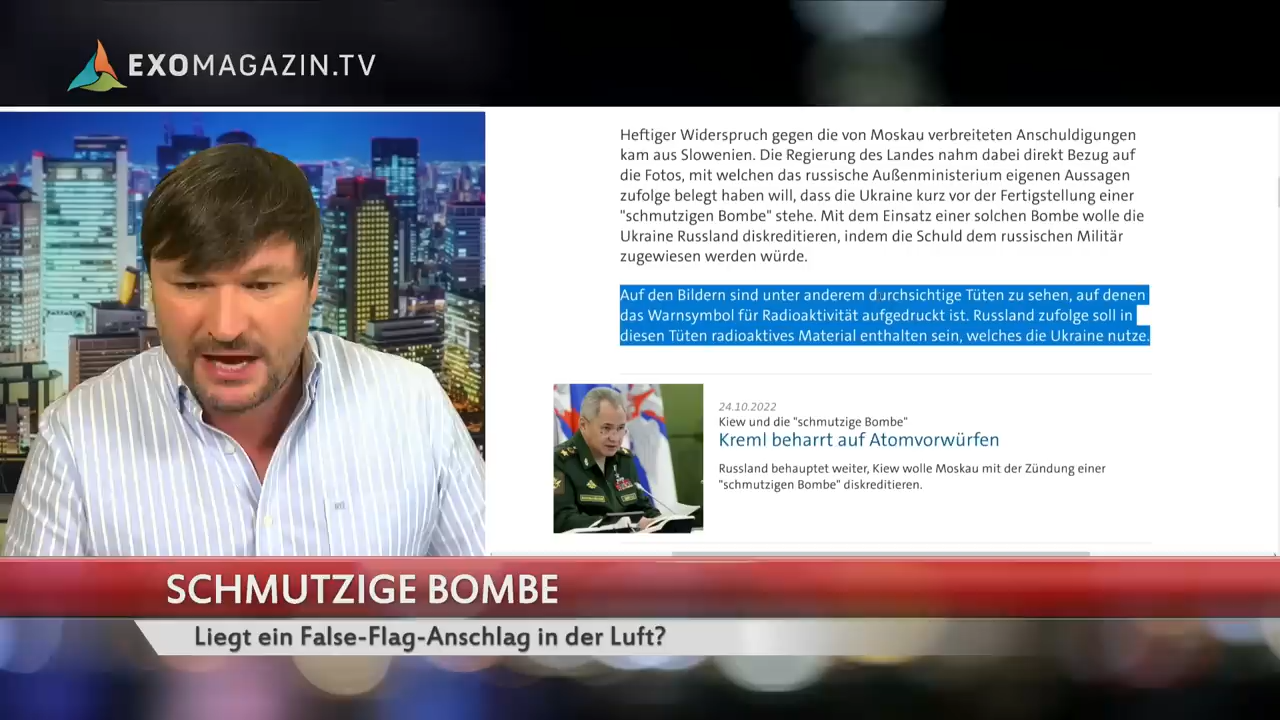 EXOMAGAZIN.TV
Heftiger Widerspruch gegen die von Moskau verbreiteten Anschuldigungen
kam aus Slowenien. Die Regierung des Landes nahm dabei direkt Bezug auf
die Fotos, mit welchen das russische Außenministerium eigenen Aussagen
zufolge belegt haben will, dass die Ukraine kurz vor der Fertigstellung einer
"schmutzigen Bombe" stehe. Mit dem Einsatz einer solchen Bombe wolle die
Ukraine Russland diskreditieren, indem die Schuld dem russischen Militär
zugewiesen werden würde.
Auf den Bildern sind unter anderem durchsichtige Tüten zu sehen, auf denen
das Warnsymbol für Radioaktivität aufgedruckt ist. Russland zufolge soll in
diesen Tüten radioaktives Material enthalten sein, welches die Ukraine nutze.
24.10.2022
Kiew und die "schmutzige Bombe"
Kreml beharrt auf Atomvorwürfen
Russland behauptet weiter, Kiew wolle Moskau mit der Zündung einer
"schmutzigen Bombe" diskreditieren.
SCHMUTZIGE BOMBE
Liegt ein False-Flag-Anschlag in der Luft?